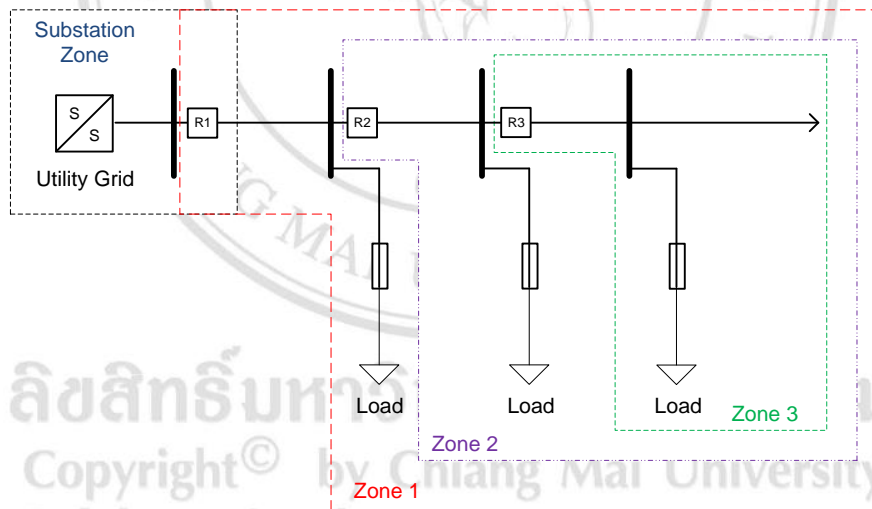 Substation
Zone
S
S
Utility Grid
R1
R2
R3
Load
Load
Load
Zone 3
Zone 2
Zone 1
Copyright© by Chiang Mai University